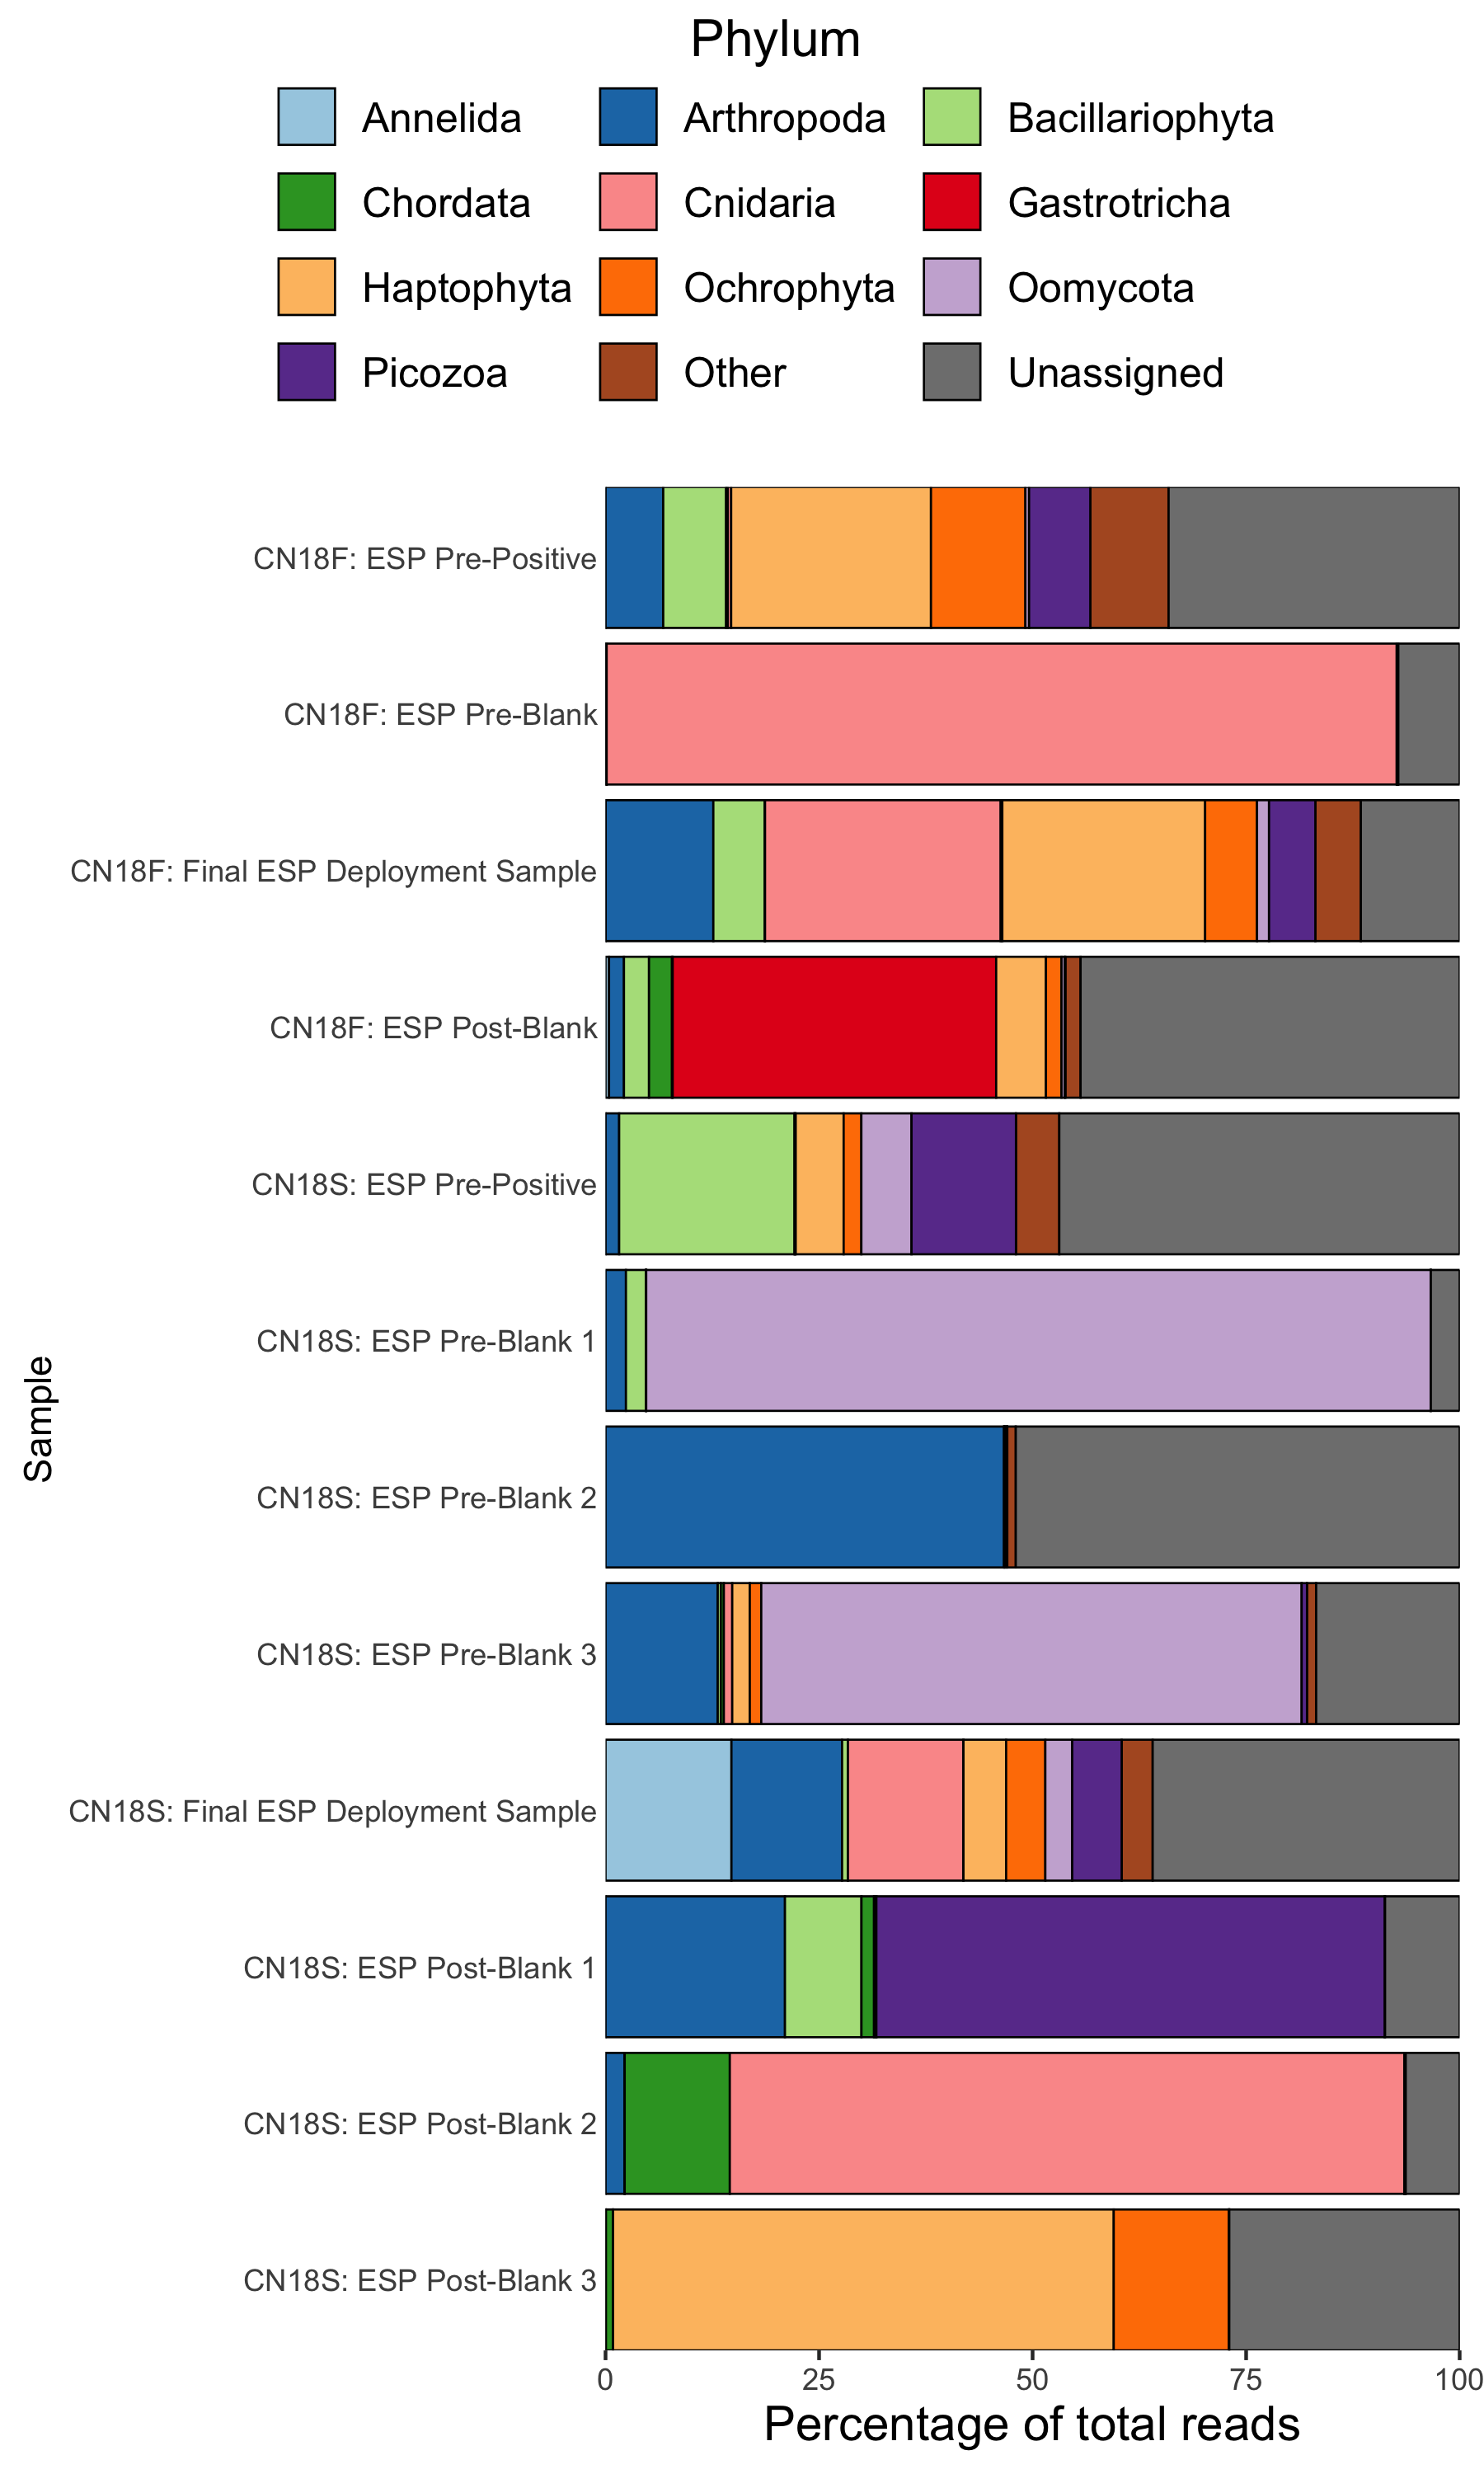 Phylum
Annelida Arthropoda Bacillariophyta
Chordata Cnidaria Gastrotricha
Haptophyta Ochrophyta Oomycota
Picozoa Other Unassigned
Sample
CN18F: ESP Pre-Positive
CN18F: ESP Pre-Blank
CN18F: Final ESP Deployment Sample
CN18F: ESP Post-Blank
CN18S: ESP Pre-Positive
CN18S: ESP Pre-Blank 1
CN18S: ESP Pre-Blank 2
CN18S: ESP Pre-Blank 3
CN18S: Final ESP Deployment Sample
CN18S: ESP Post-Blank 1
CN18S: ESP Post-Blank 2
CN18S: ESP Post-Blank 3
0 25 50 75 100
Percentage of total reads